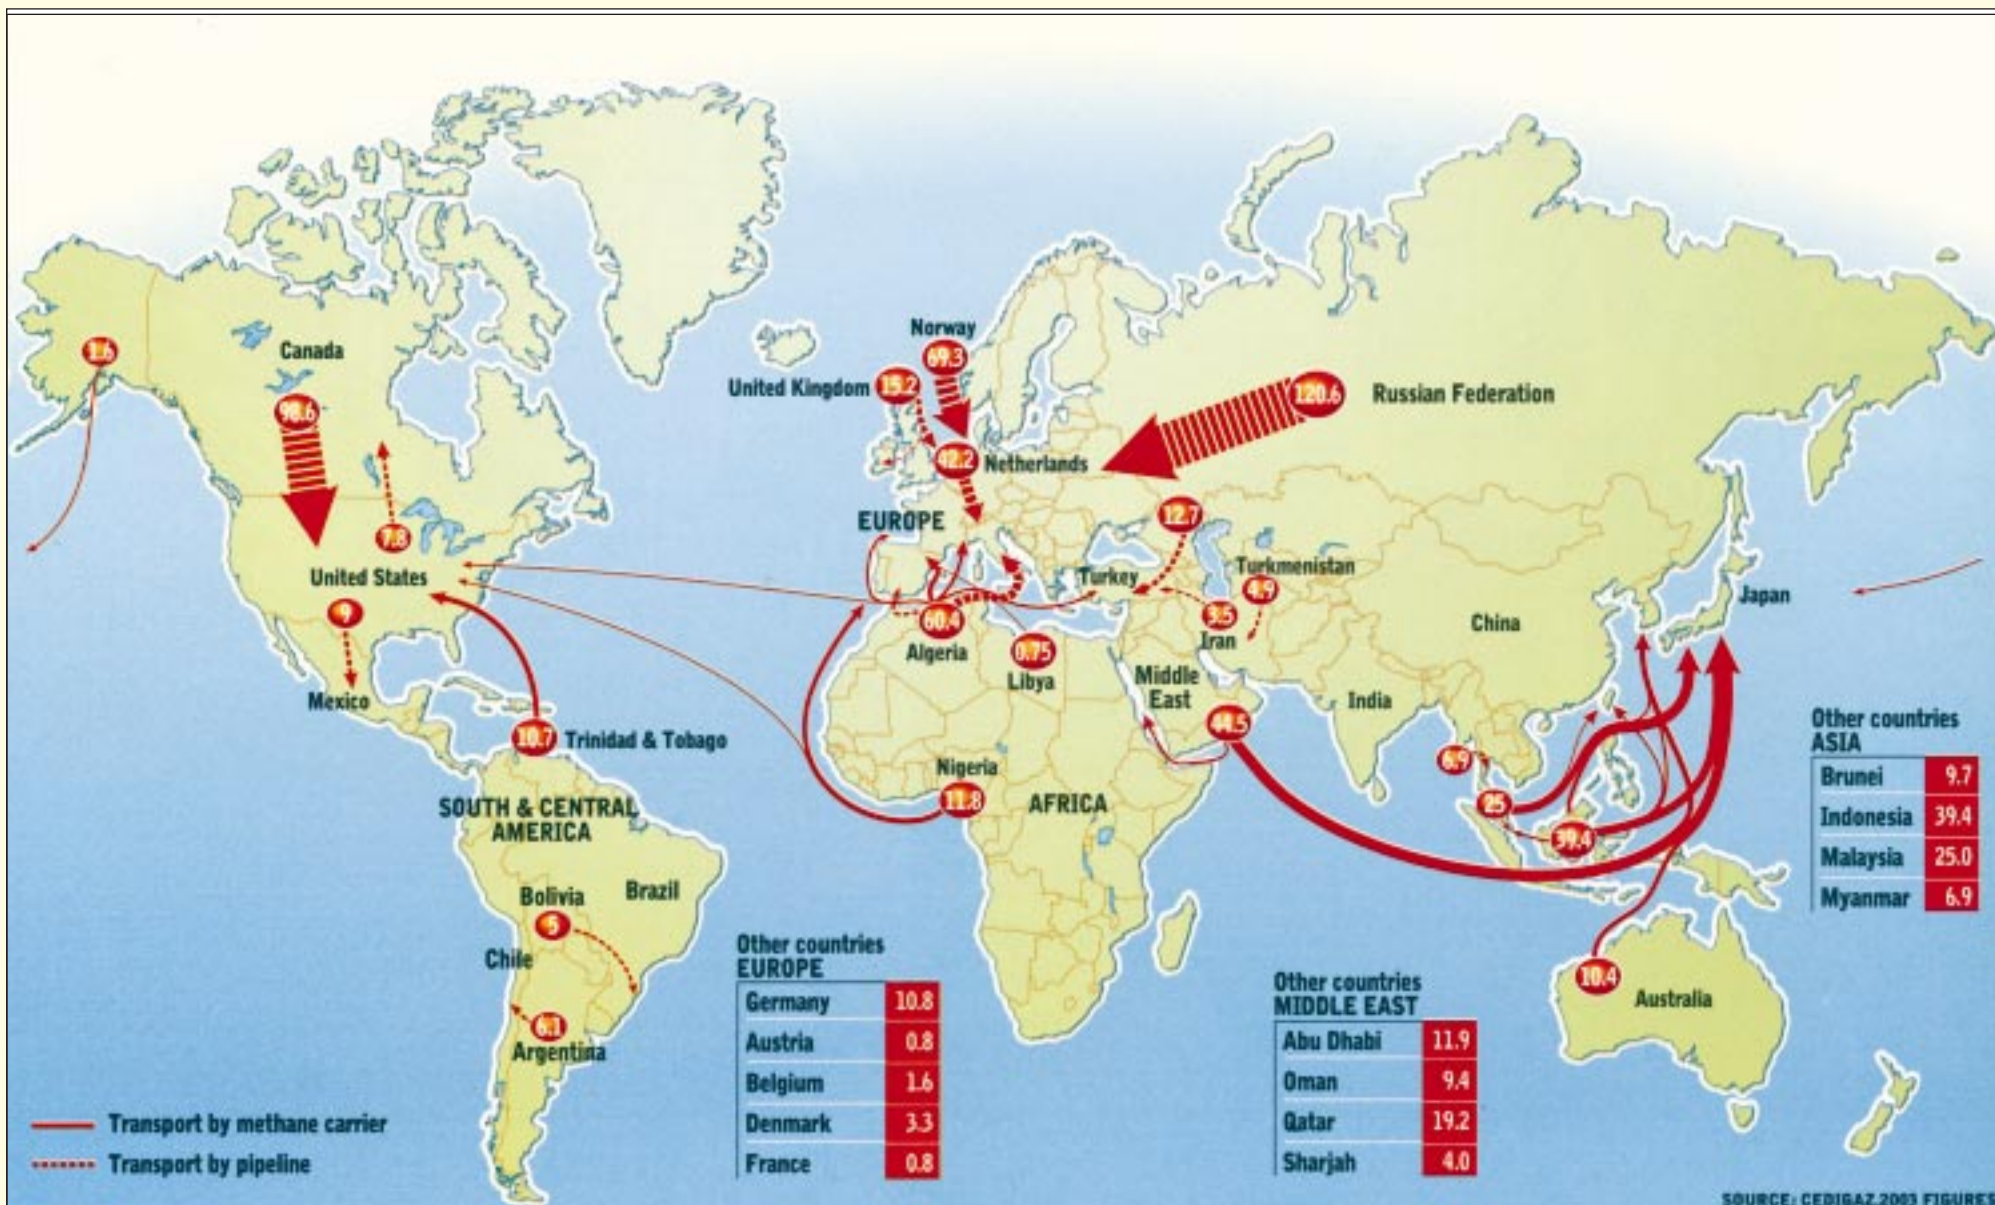 Canada
1.6
98.6
7.8
United States
9
Mexico
10.7
Trinidad & Tobago
SOUTH & CENTRAL
AMERICA
Bolivia
5
Brazil
Chile
6.1
Argentina
Norway
69.3
United Kingdom
15.2
42.2
Netherlands
120.6
Russian Federation
EUROPE
12.7
Turkey
Turkmenistan
4.9
3.5
Iran
60.4
Algeria
0.75
Libya
Middle
East
44.5
Nigeria
11.8
AFRICA
India
China
Japan
6.9
25
39.4
10.4
Australia
Other countries
EUROPE
Germany 10.8
Austria 0.8
Belgium 1.6
Denmark 3.3
France 0.8
Other countries
MIDDLE EAST
Abu Dhabi 11.9
Oman 9.4
Qatar 19.2
Sharjah 4.0
Other countries
ASIA
Brunei 9.7
Indonesia 39.4
Malaysia 25.0
Myanmar 6.9
Transport by methane carrier
Transport by pipeline
SOURCE: CEDIGAZ,2003 FIGURES